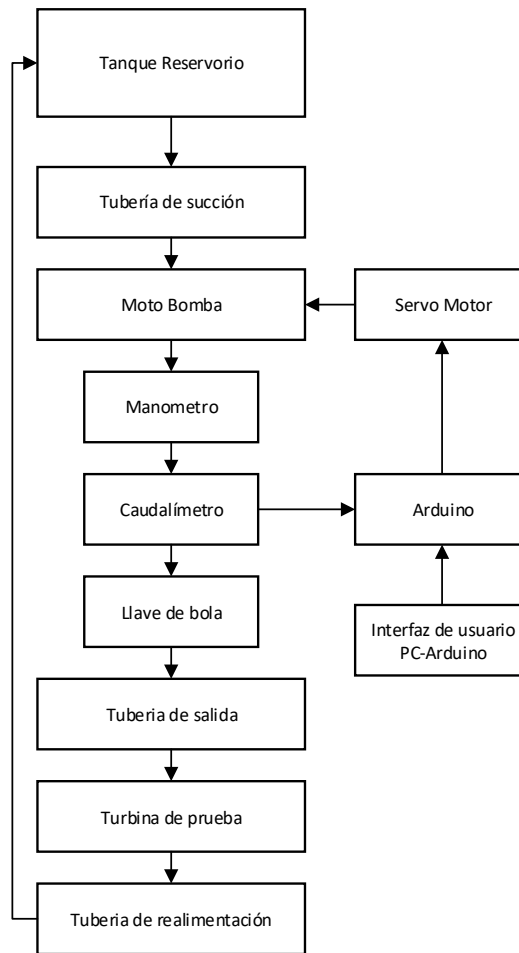 Tanque Reservorio
Tubería de succión
Moto Bomba
Servo Motor
Manometro
Caudalímetro
Arduino
Llave de bola
Interfaz de usuario
PC-Arduino
Tuberia de salida
Turbina de prueba
Tuberia de realimentación